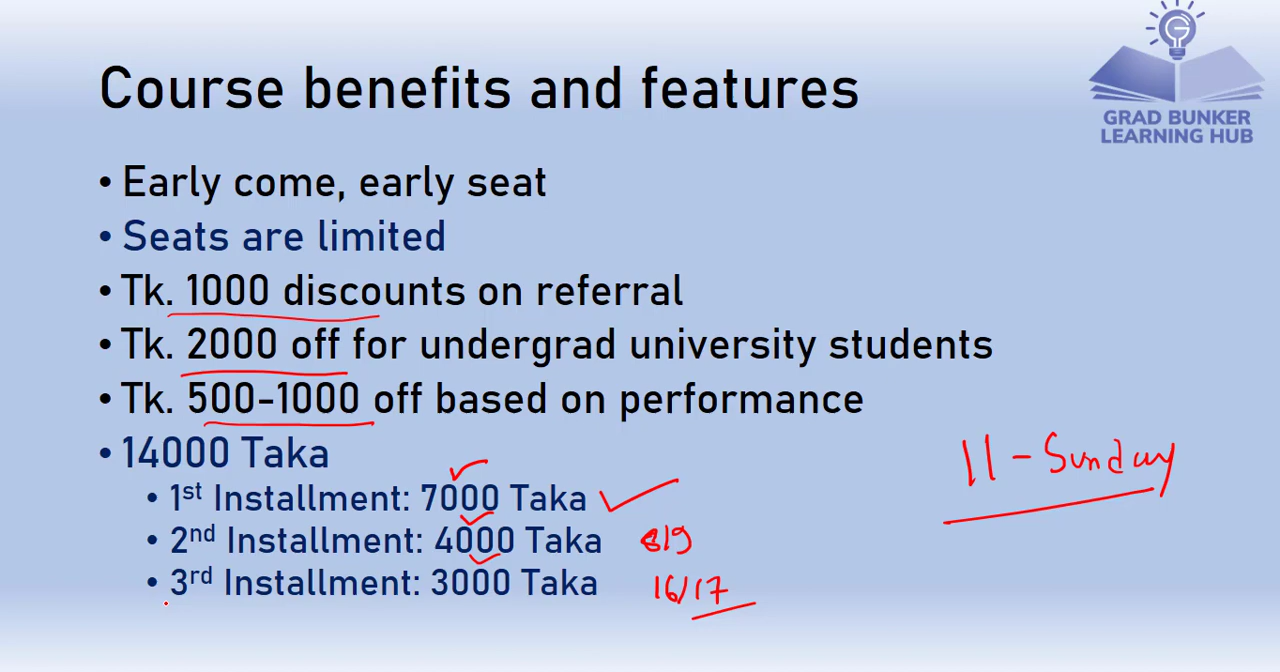 GRAD BUNKER
LEARNING HUB
Course benefits and features
• Early come, early seat
• Seats are limited
• Tk. 1000 discounts on referral
• Tk. 2000 off for undergrad university students
• Tk. 500-1000 off based on performance
• 14000 Taka
• 1st Installment: 7000 Taka
• 2nd Installment: 4000 Taka 8/9
• 3rd Installment: 3000 Taka 16/17
11 - Sunday